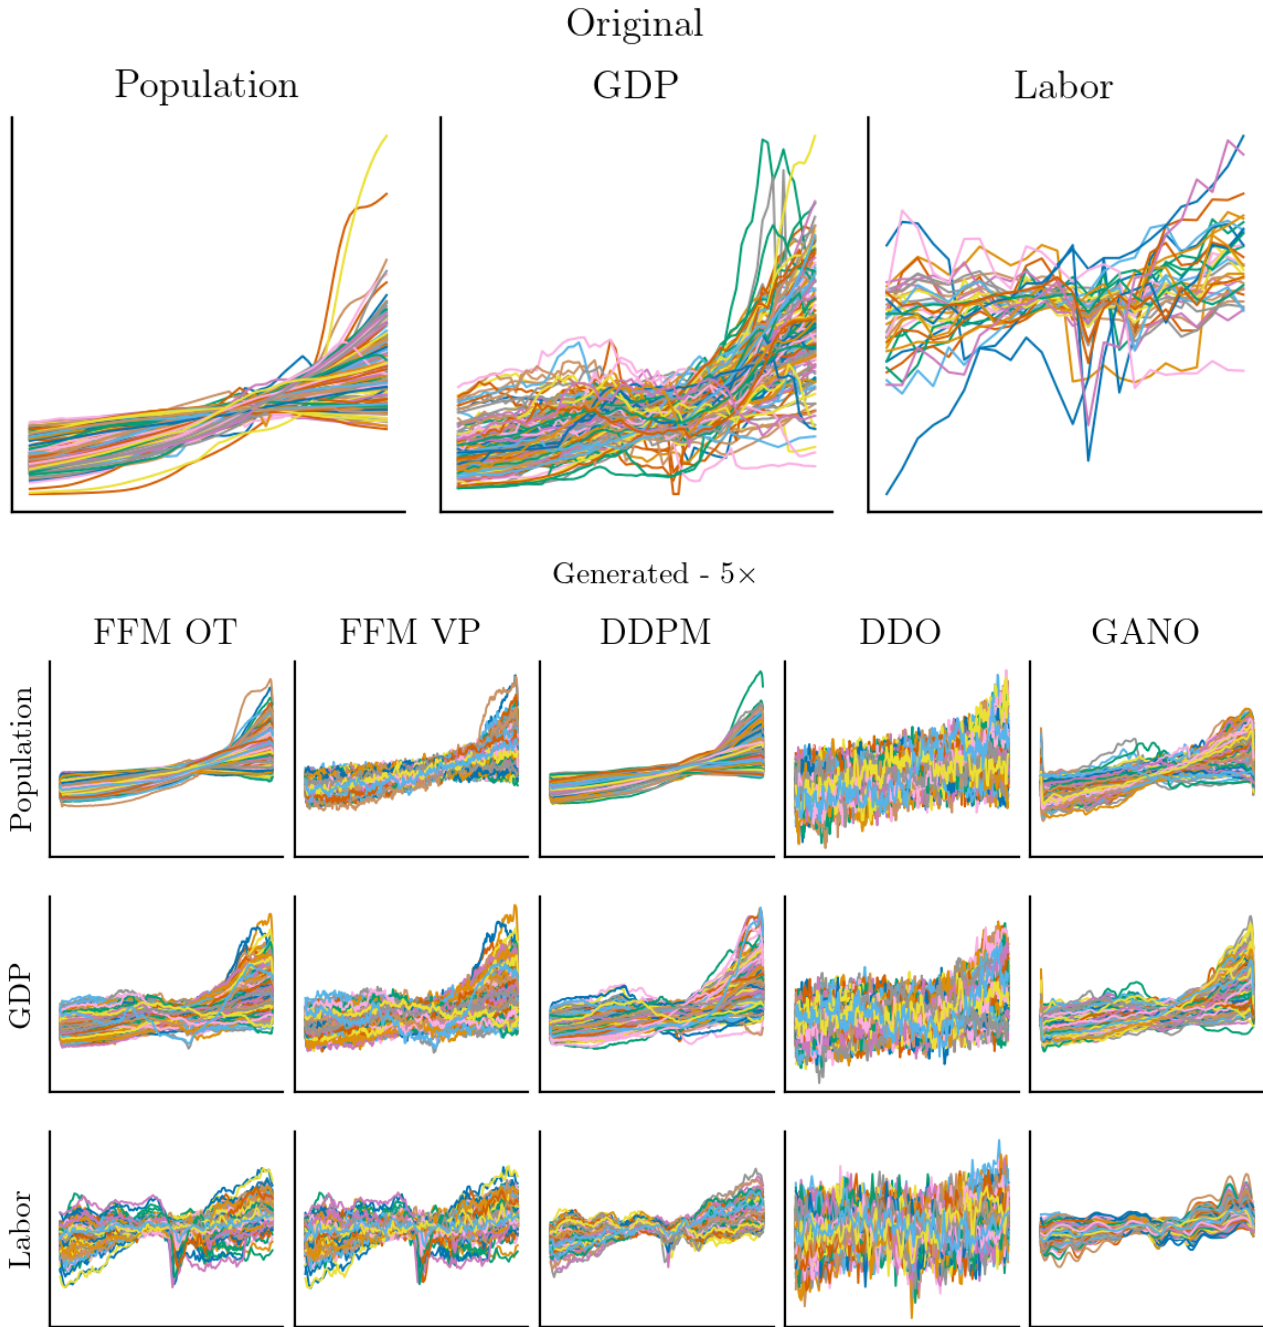 Original
Population GDP Labor
Generated - 5×
FFM OT FFM VP DDPM DDO GANO
Population
GDP
Labor